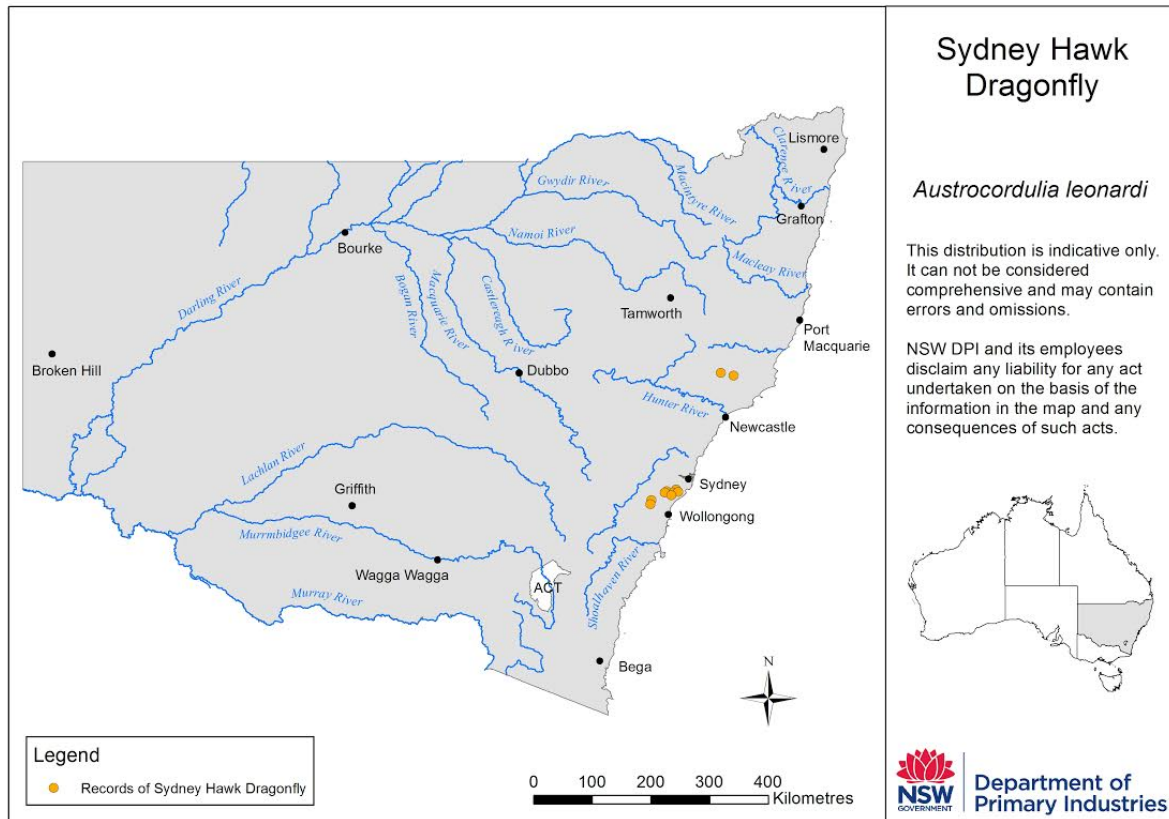 Sydney Hawk
Dragonfly
Austrocordulia leonardi
This distribution is indicative only.
It can not be considered
comprehensive and may contain
errors and omissions.
NSW DPI and its employees
disclaim any liability for any act
undertaken on the basis of the
information in the map and any
consequences of such acts.
Lismore
Clarence River
Gwydir River
Macintyre River
Grafton
Bourke
Namoi River
Macleay River
Darling River
Bogan River
Macquarie River
Castlereagh River
Tamworth
Port
Macquarie
Broken Hill
Dubbo
Hunter River
Newcastle
Lachlan River
Griffith
Sydney
Wollongong
Murrmbidgee River
Wagga Wagga
ACT
Shoalhaven River
Murray River
Bega
N
Legend
Records of Sydney Hawk Dragonfly
0 100 200 300 400
Kilometres
NSW
GOVERNMENT
Department of
Primary Industries